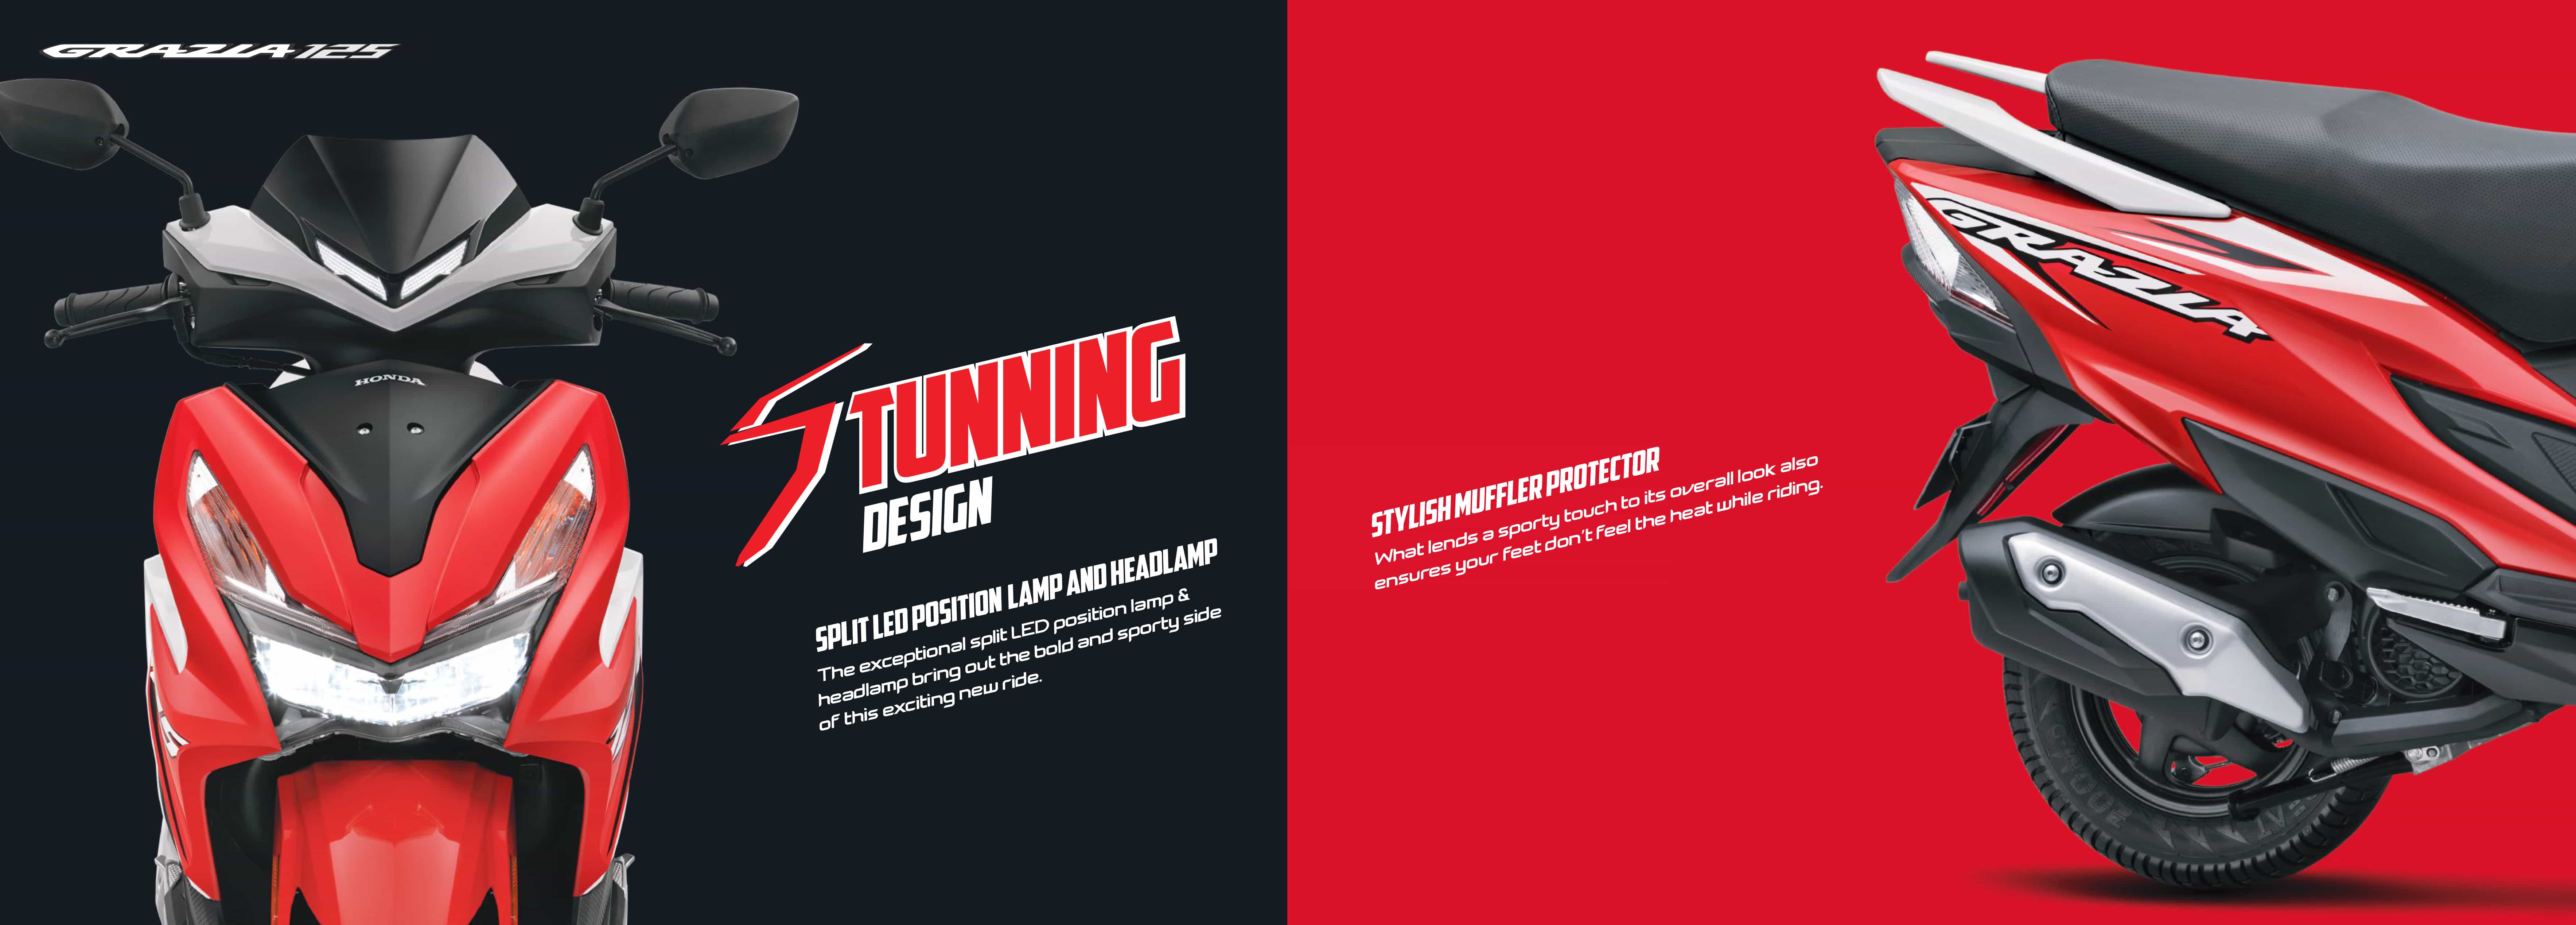 GRAZIA 125
HONDA
STUNNING
DESIGN
SPLIT LED POSITION LAMP AND HEADLAMP
The exceptional split LED position lamp &
headlamp bring out the bold and sporty side
of this exciting new ride.
STYLISH MUFFLER PROTECTOR
What lends a sporty touch to its overall look also
ensures your feet don't feel the heat while riding.
GRAZIA